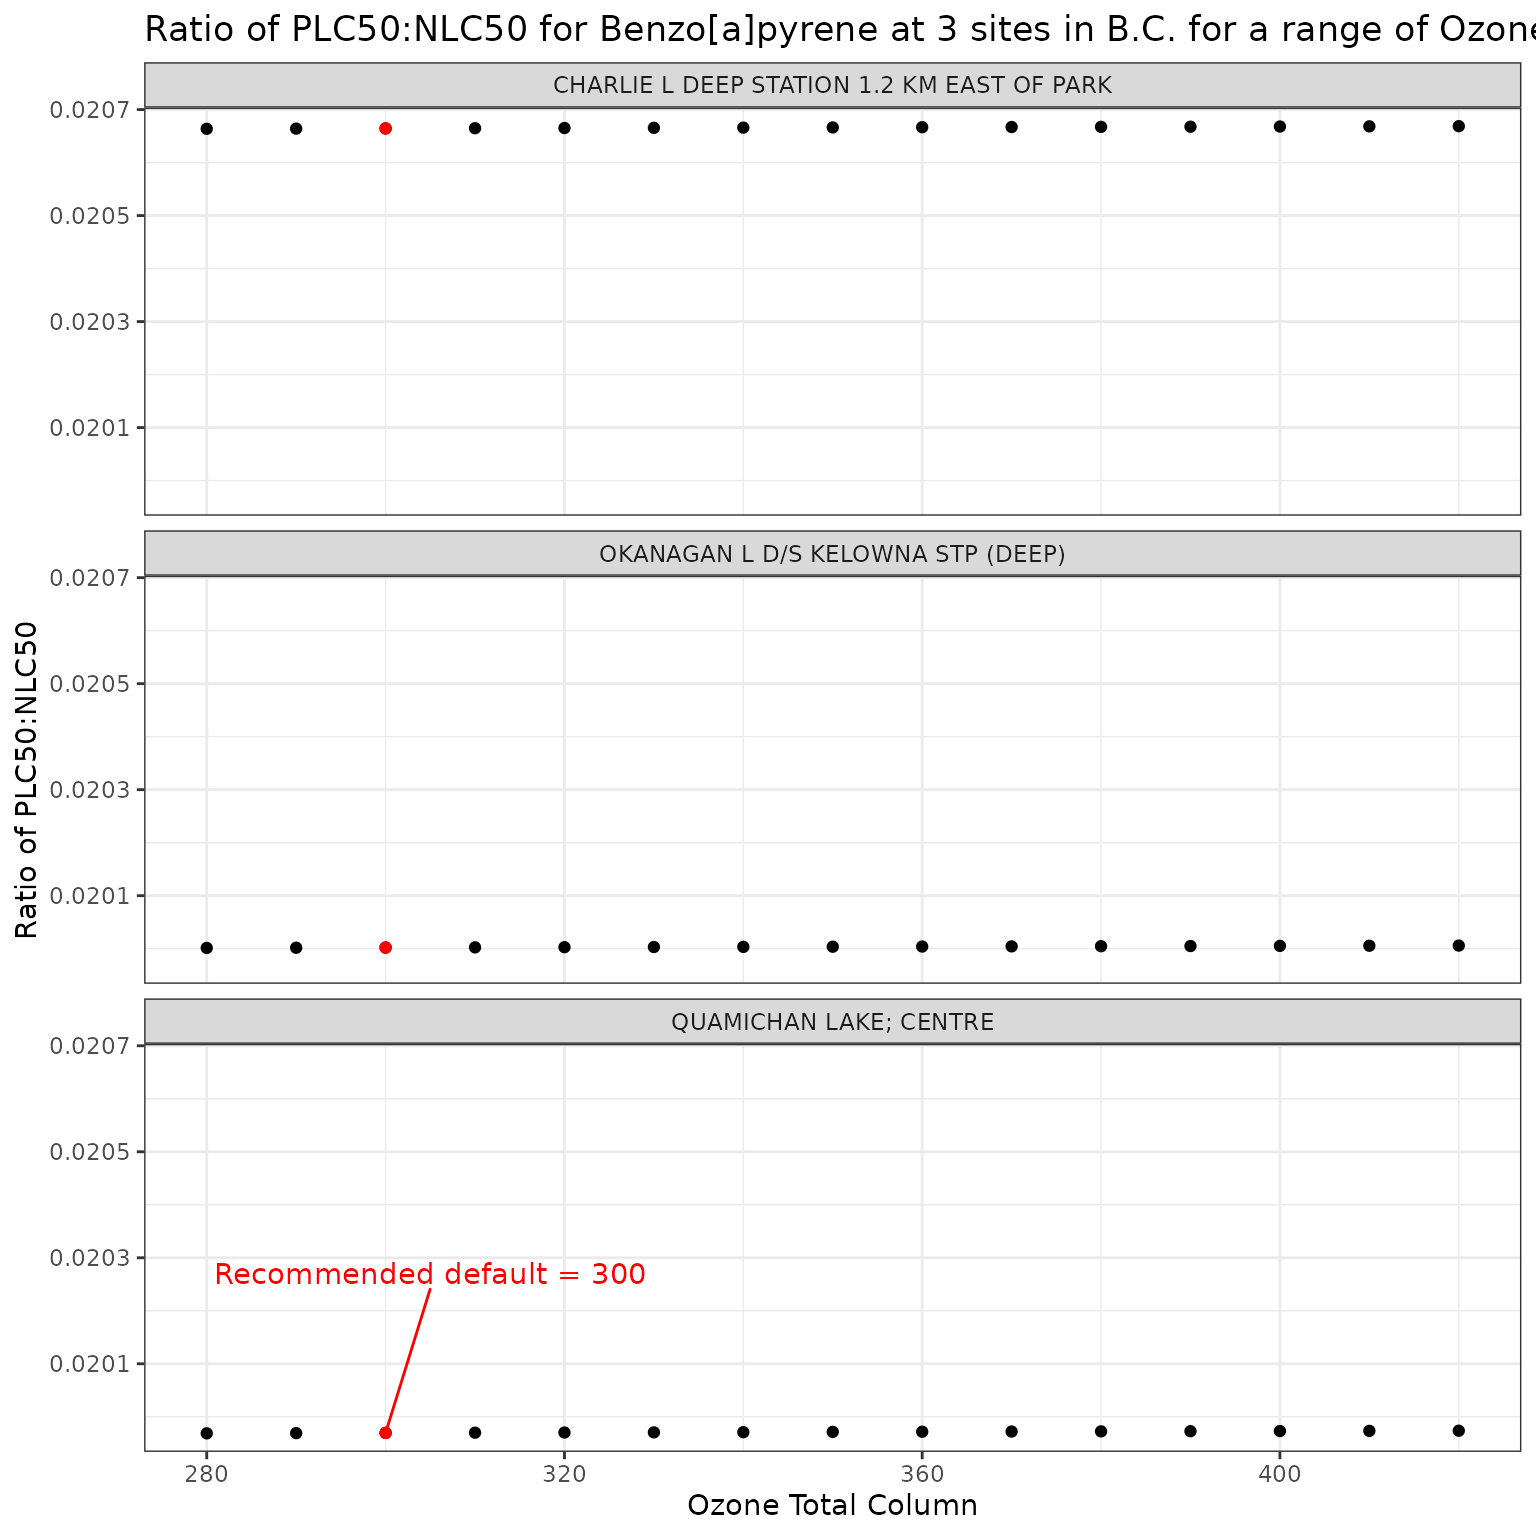 Ratio of PLC50:NLC50 for Benzo[a]pyrene at 3 sites in B.C. for a range of Ozone
CHARLIE L DEEP STATION 1.2 KM EAST OF PARK
0.0207
0.0205
0.0203
0.0201
OKANAGAN L D/S KELOWNA STP (DEEP)
0.0207
0.0205
0.0203
0.0201
Ratio of PLC50:NLC50
QUAMICHAN LAKE; CENTRE
0.0207
0.0205
0.0203
0.0201
Recommended default = 300
280 320 360 400
Ozone Total Column